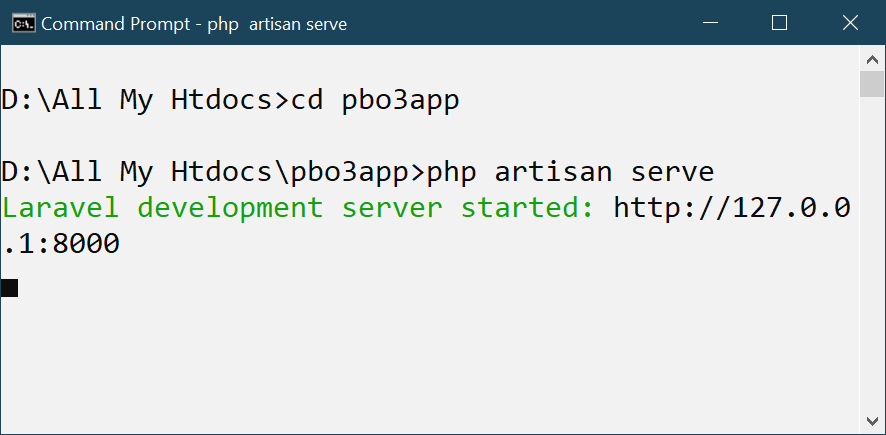 Command Prompt - php  artisan serve
D:\All My Htdocs>cd pbo3app
D:\All My Htdocs\pbo3app>php artisan serve
Laravel development server started: http://127.0.0
.1:8000